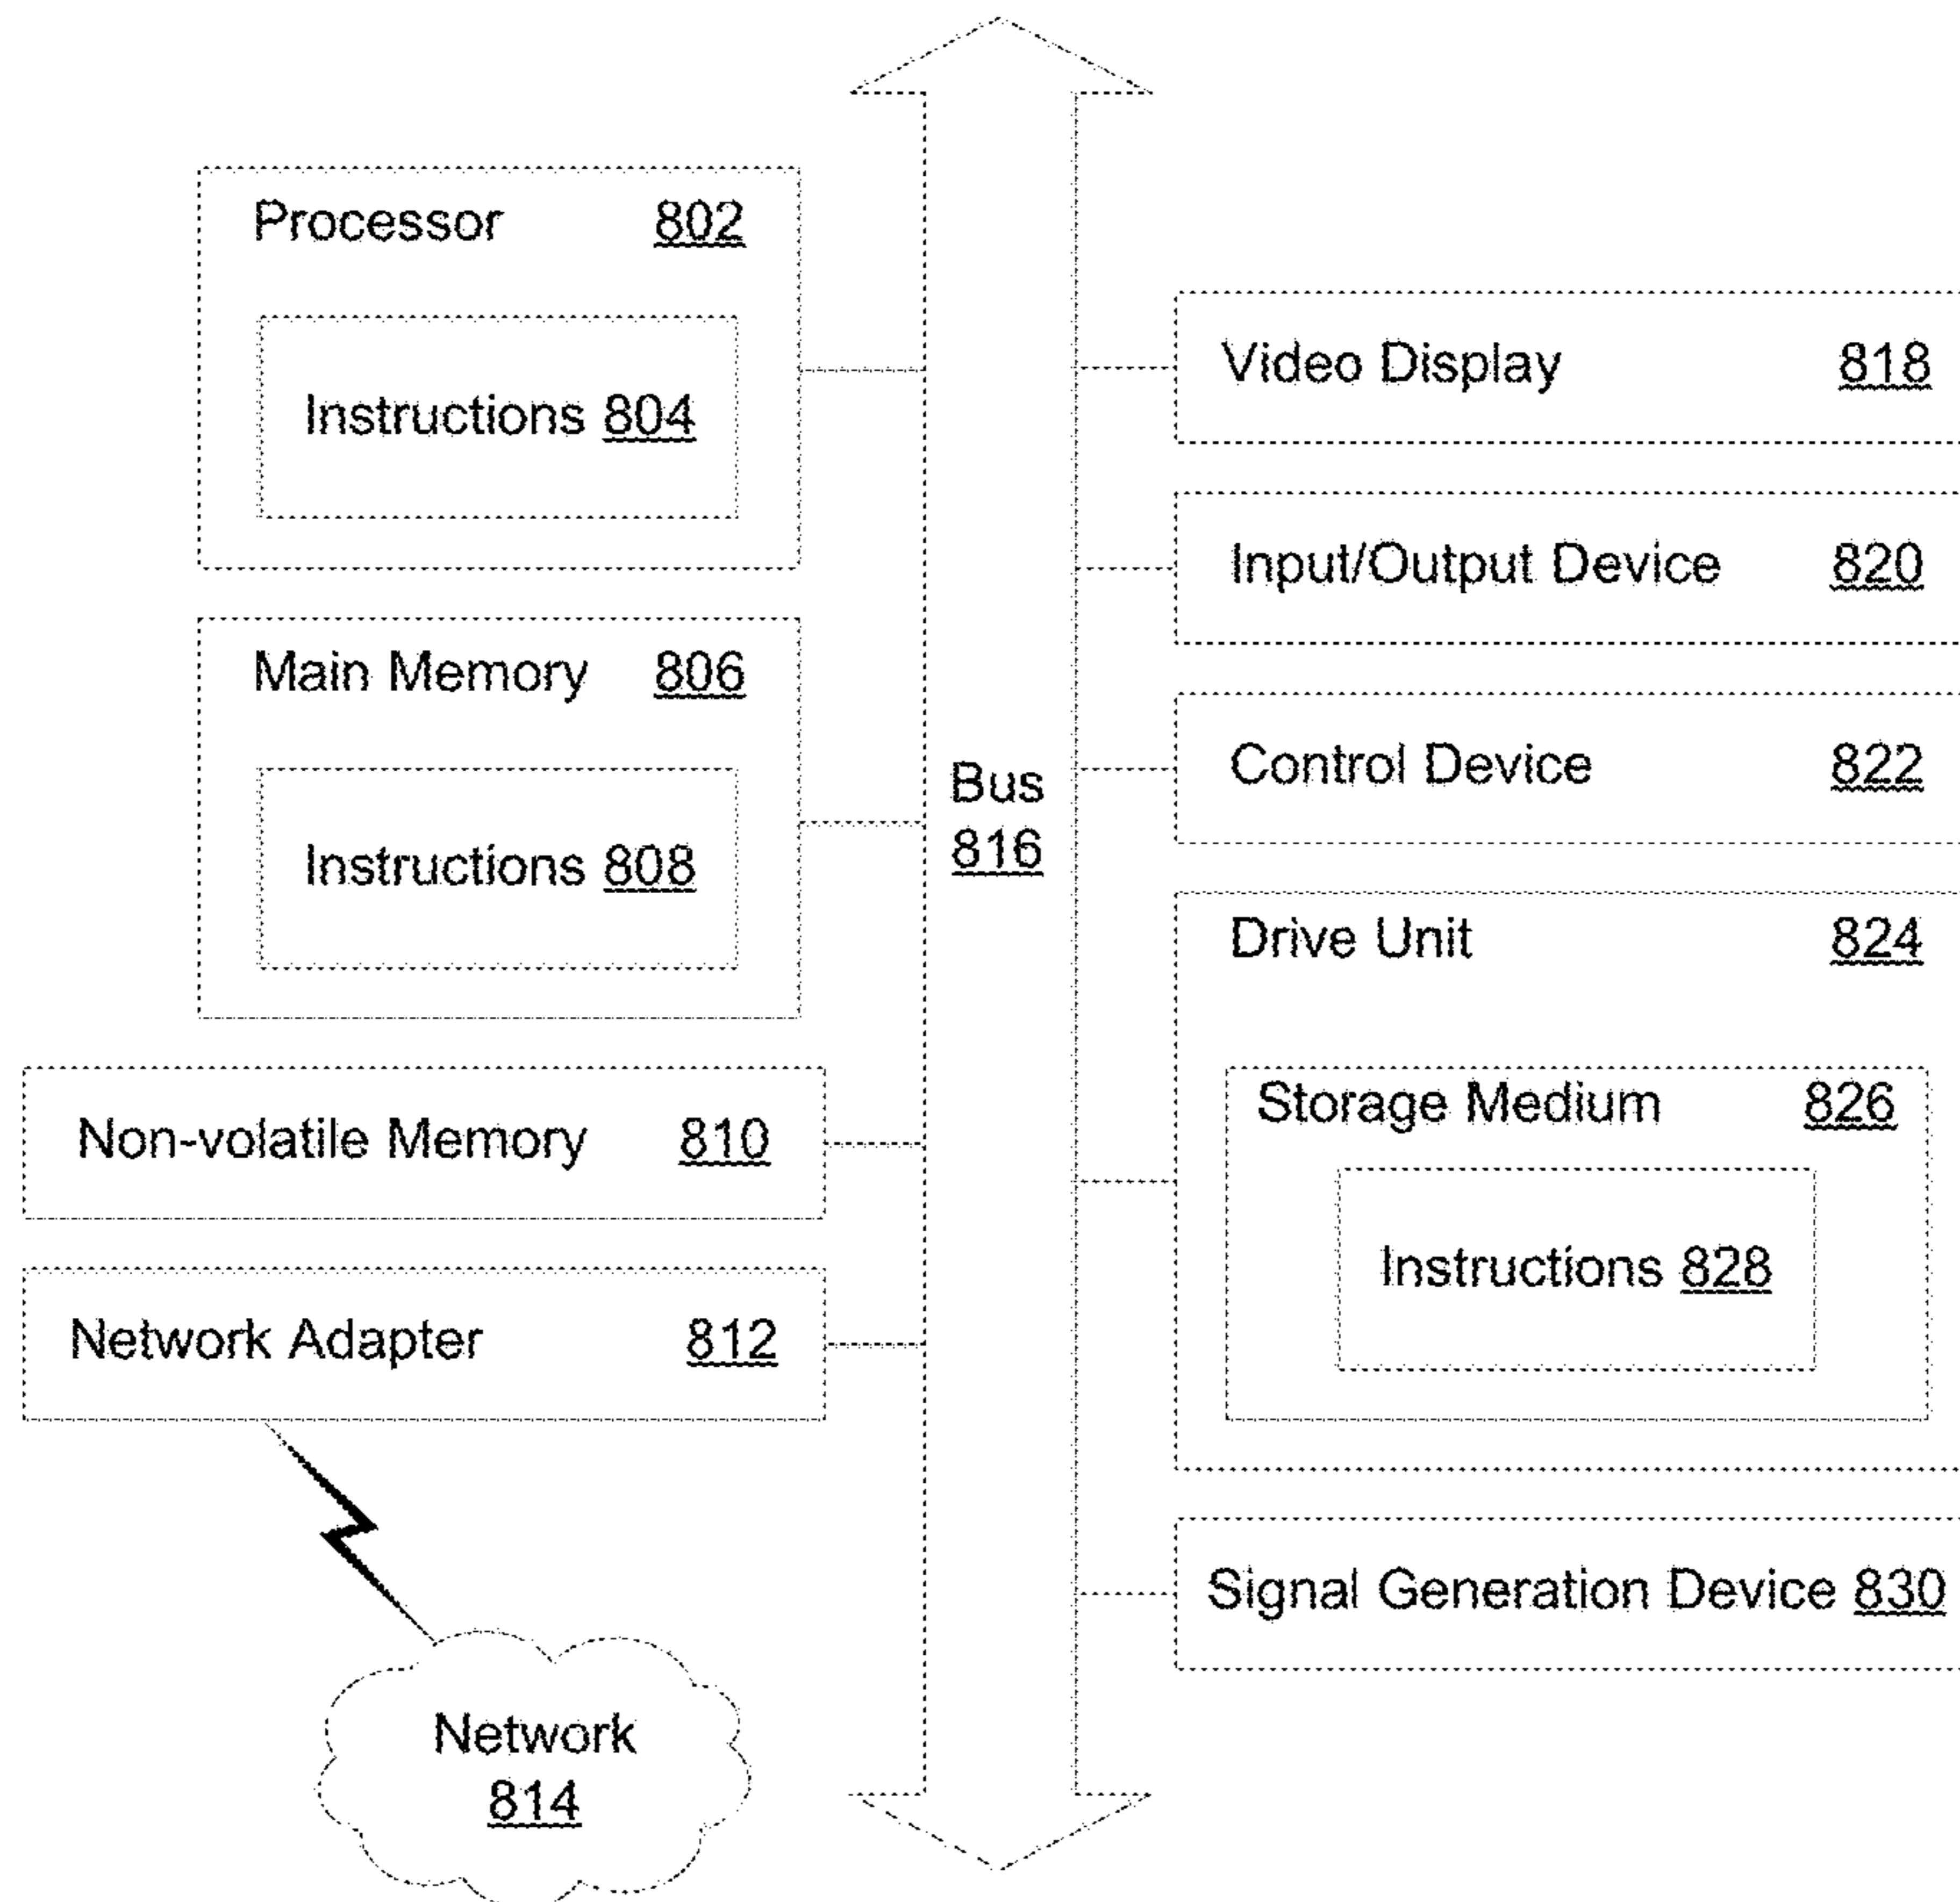 Processor 802
Instructions 804
Main Memory 806
Instructions 808
Non-volatile Memory 810
Network Adapter 812
Network
814
Bus
816
Video Display 818
Input/Output Device 820
Control Device 822
Drive Unit 824
Storage Medium 826
Instructions 828
Signal Generation Device 830